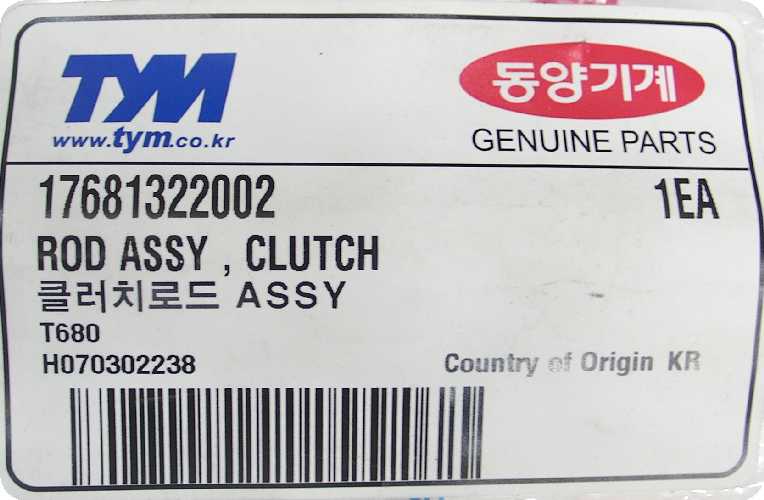 TYM
www.tym.co.kr
동양기계
GENUINE PARTS
17681322002 1EA
ROD ASSY , CLUTCH
클러치로드 ASSY
T680
H070302238
Country of Origin KR